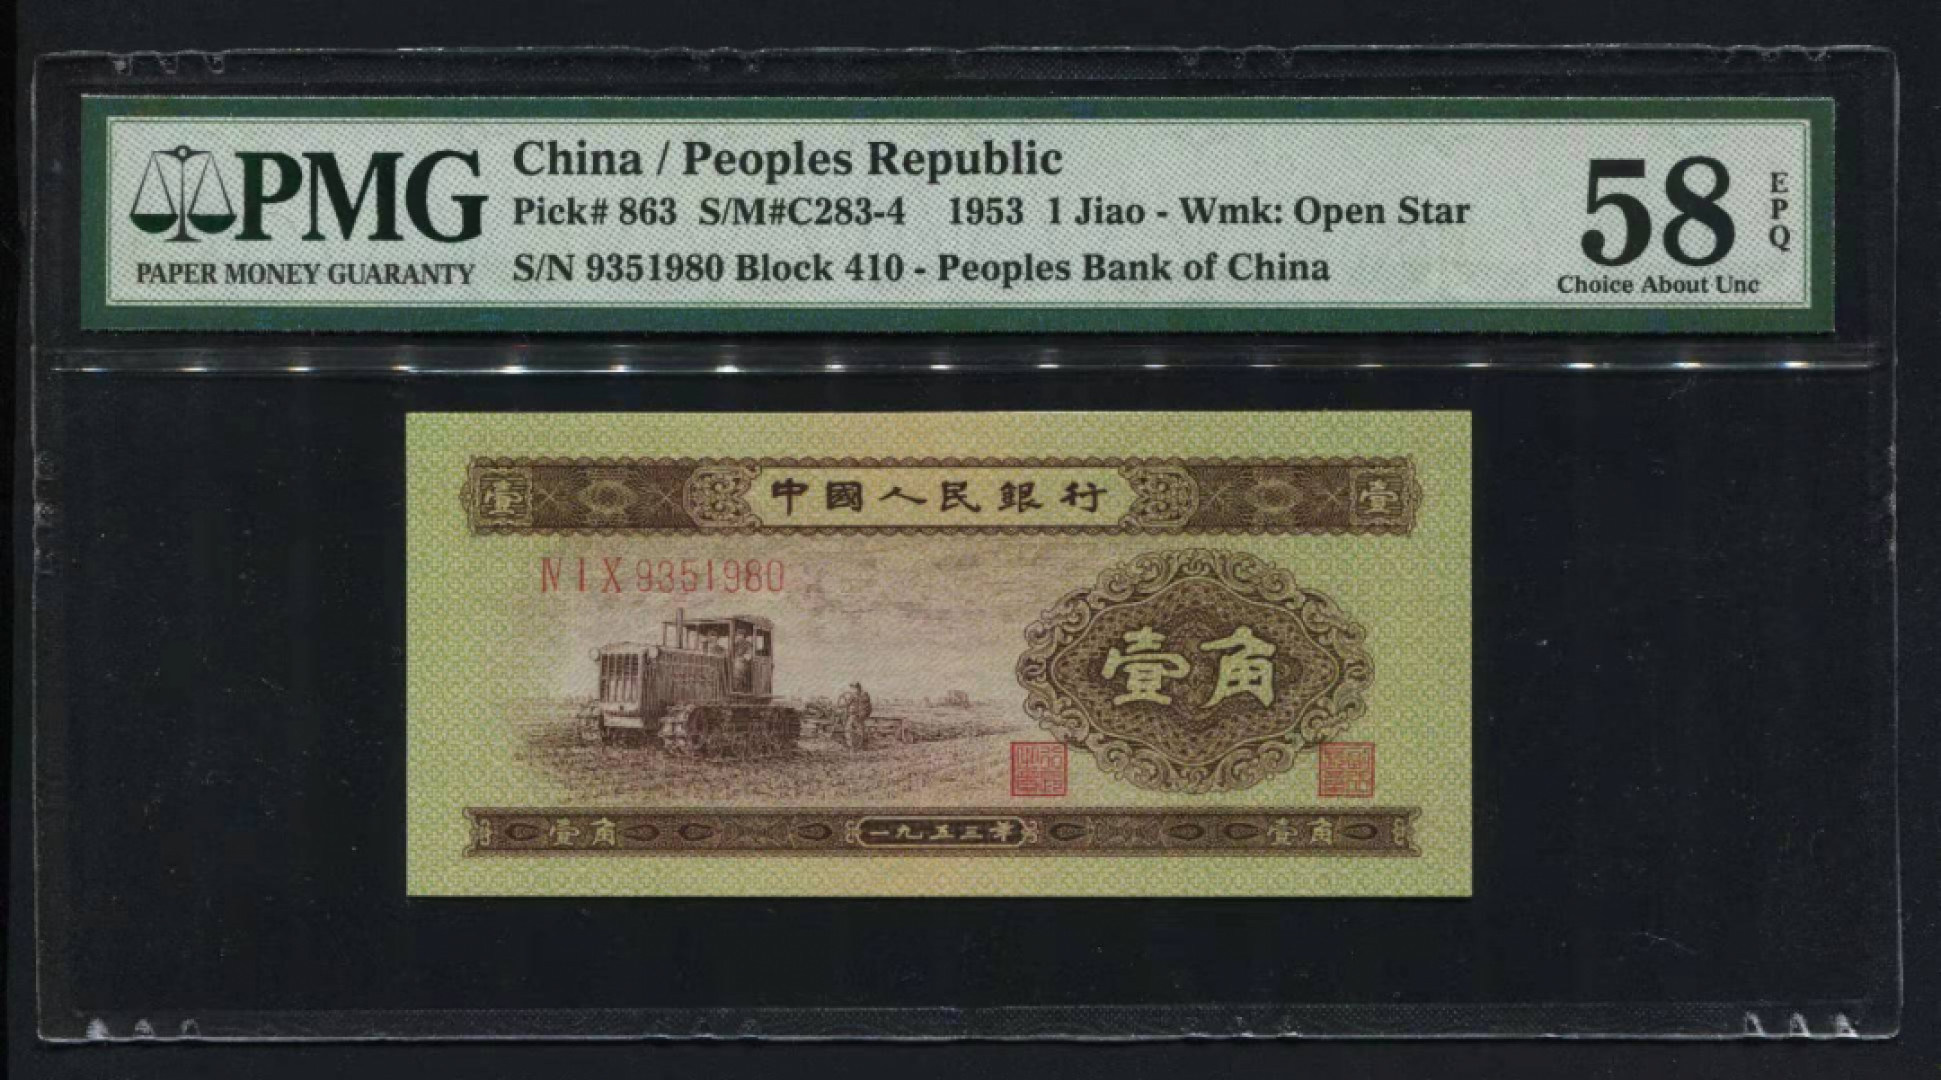 PMG
PAPER MONEY GUARANTY
China / Peoples Republic
Pick# 863 S/M#C283-4 1953 1 Jiao - Wmk: Open Star
S/N 9351980 Block 410 - Peoples Bank of China
58 EPQ
Choice About Unc
壹 中國人民銀行 壹
Ⅳ Ⅰ Ⅹ 9351980
壹角
壹角 一九五三年 壹角